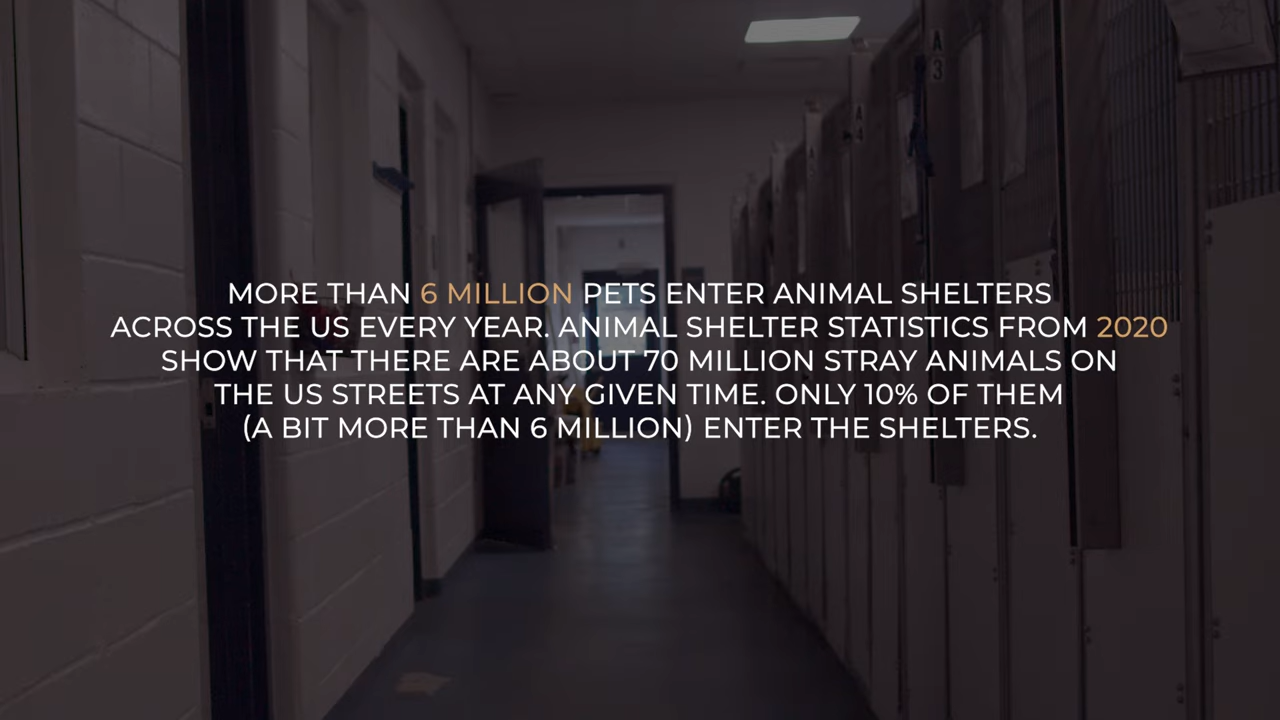 MORE THAN 6 MILLION PETS ENTER ANIMAL SHELTERS
ACROSS THE US EVERY YEAR. ANIMAL SHELTER STATISTICS FROM 2020
SHOW THAT THERE ARE ABOUT 70 MILLION STRAY ANIMALS ON
THE US STREETS AT ANY GIVEN TIME. ONLY 10% OF THEM
(A BIT MORE THAN 6 MILLION) ENTER THE SHELTERS.
A3
A4